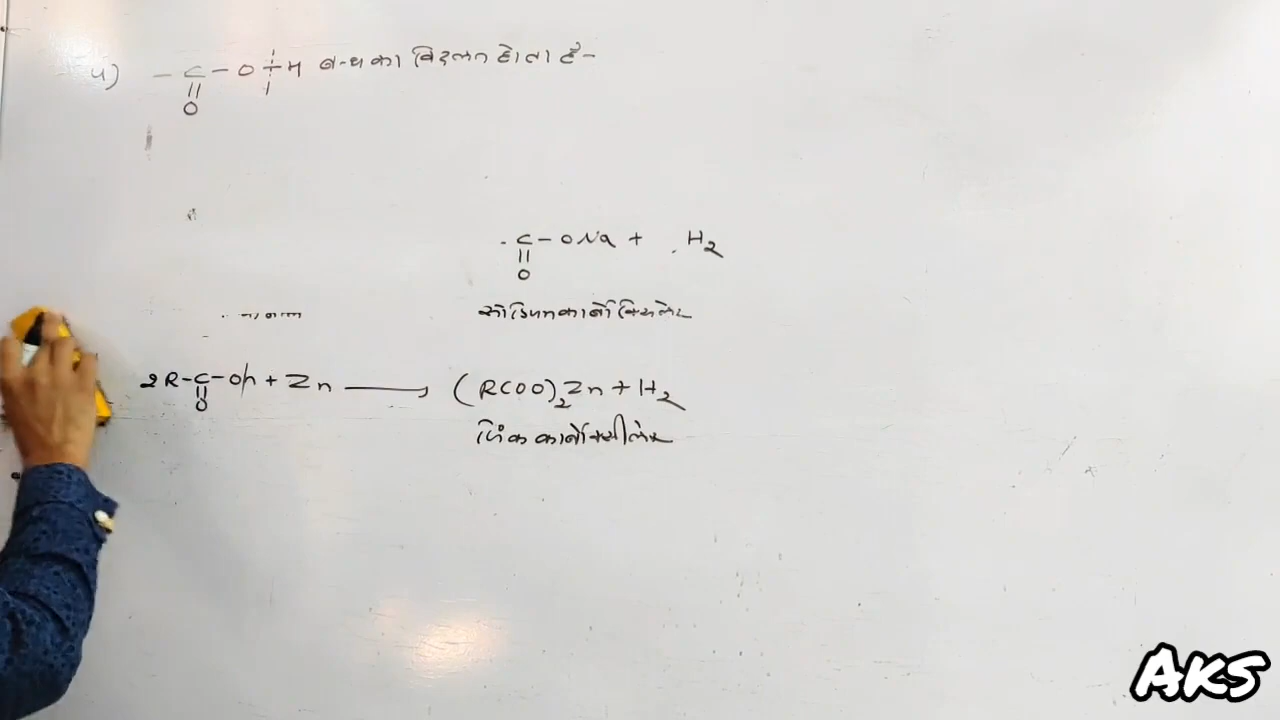 4) - C - O + H बन्ध का विदलन होता है -
||
O
C - ONa + H2
||
O
सोडियम कार्बोक्सिलेट
2R-C-OH + Zn ⟶ (RCOO)2Zn + H2
||
O
जिंक कार्बोक्सीलेट
AKS